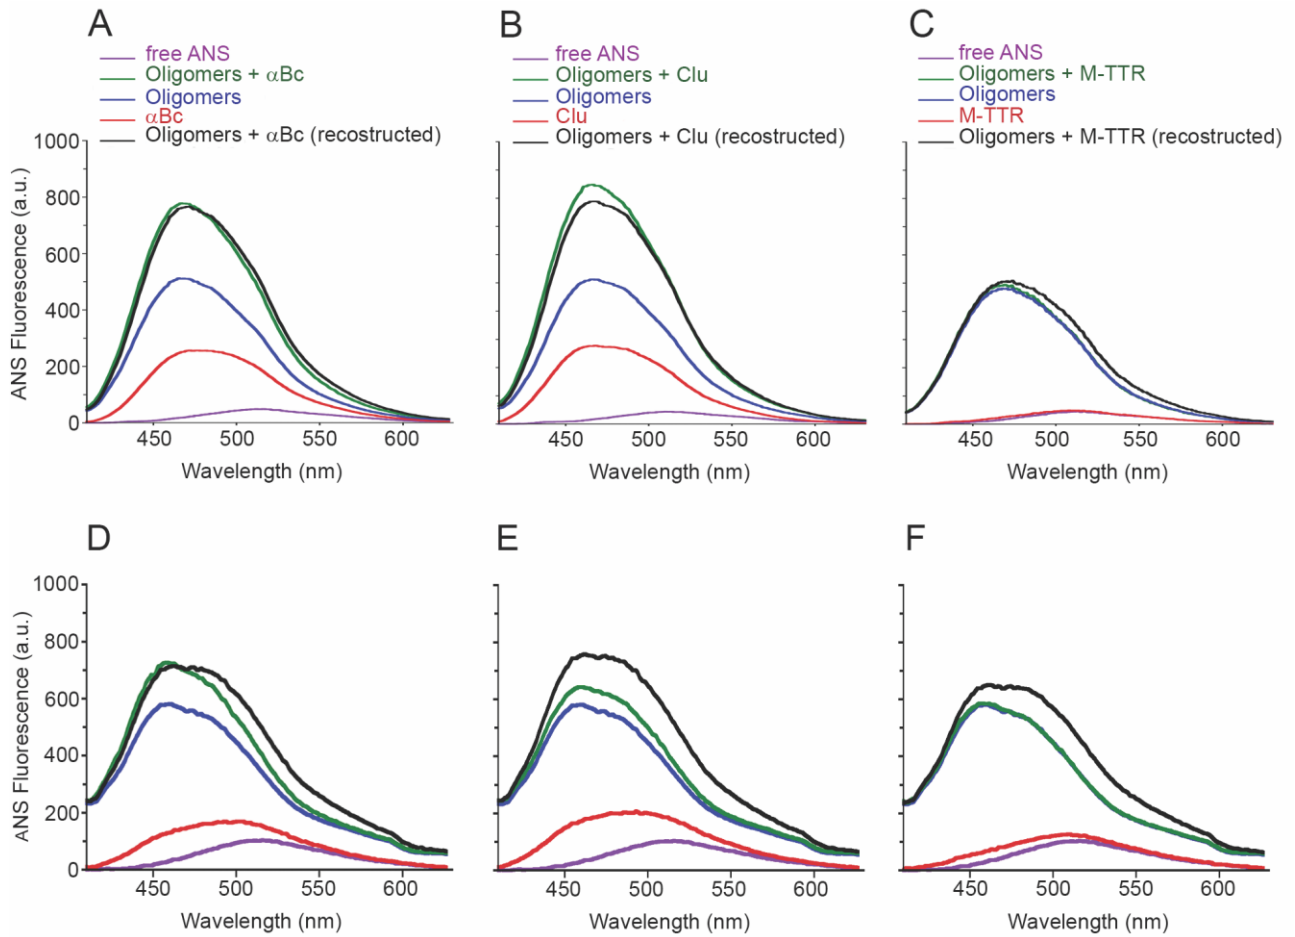 A
free ANS
Oligomers + αBc
Oligomers
αBc
Oligomers + αBc (recostructed)
B
free ANS
Oligomers + Clu
Oligomers
Clu
Oligomers + Clu (recostructed)
C
free ANS
Oligomers + M-TTR
Oligomers
M-TTR
Oligomers + M-TTR (recostructed)
ANS Fluorescence (a.u.)
1000
800
600
400
200
0
450 500 550 600
Wavelength (nm)
450 500 550 600
Wavelength (nm)
450 500 550 600
Wavelength (nm)
D
E
F
ANS Fluorescence (a.u.)
1000
800
600
400
200
0
450 500 550 600
Wavelength (nm)
450 500 550 600
Wavelength (nm)
450 500 550 600
Wavelength (nm)